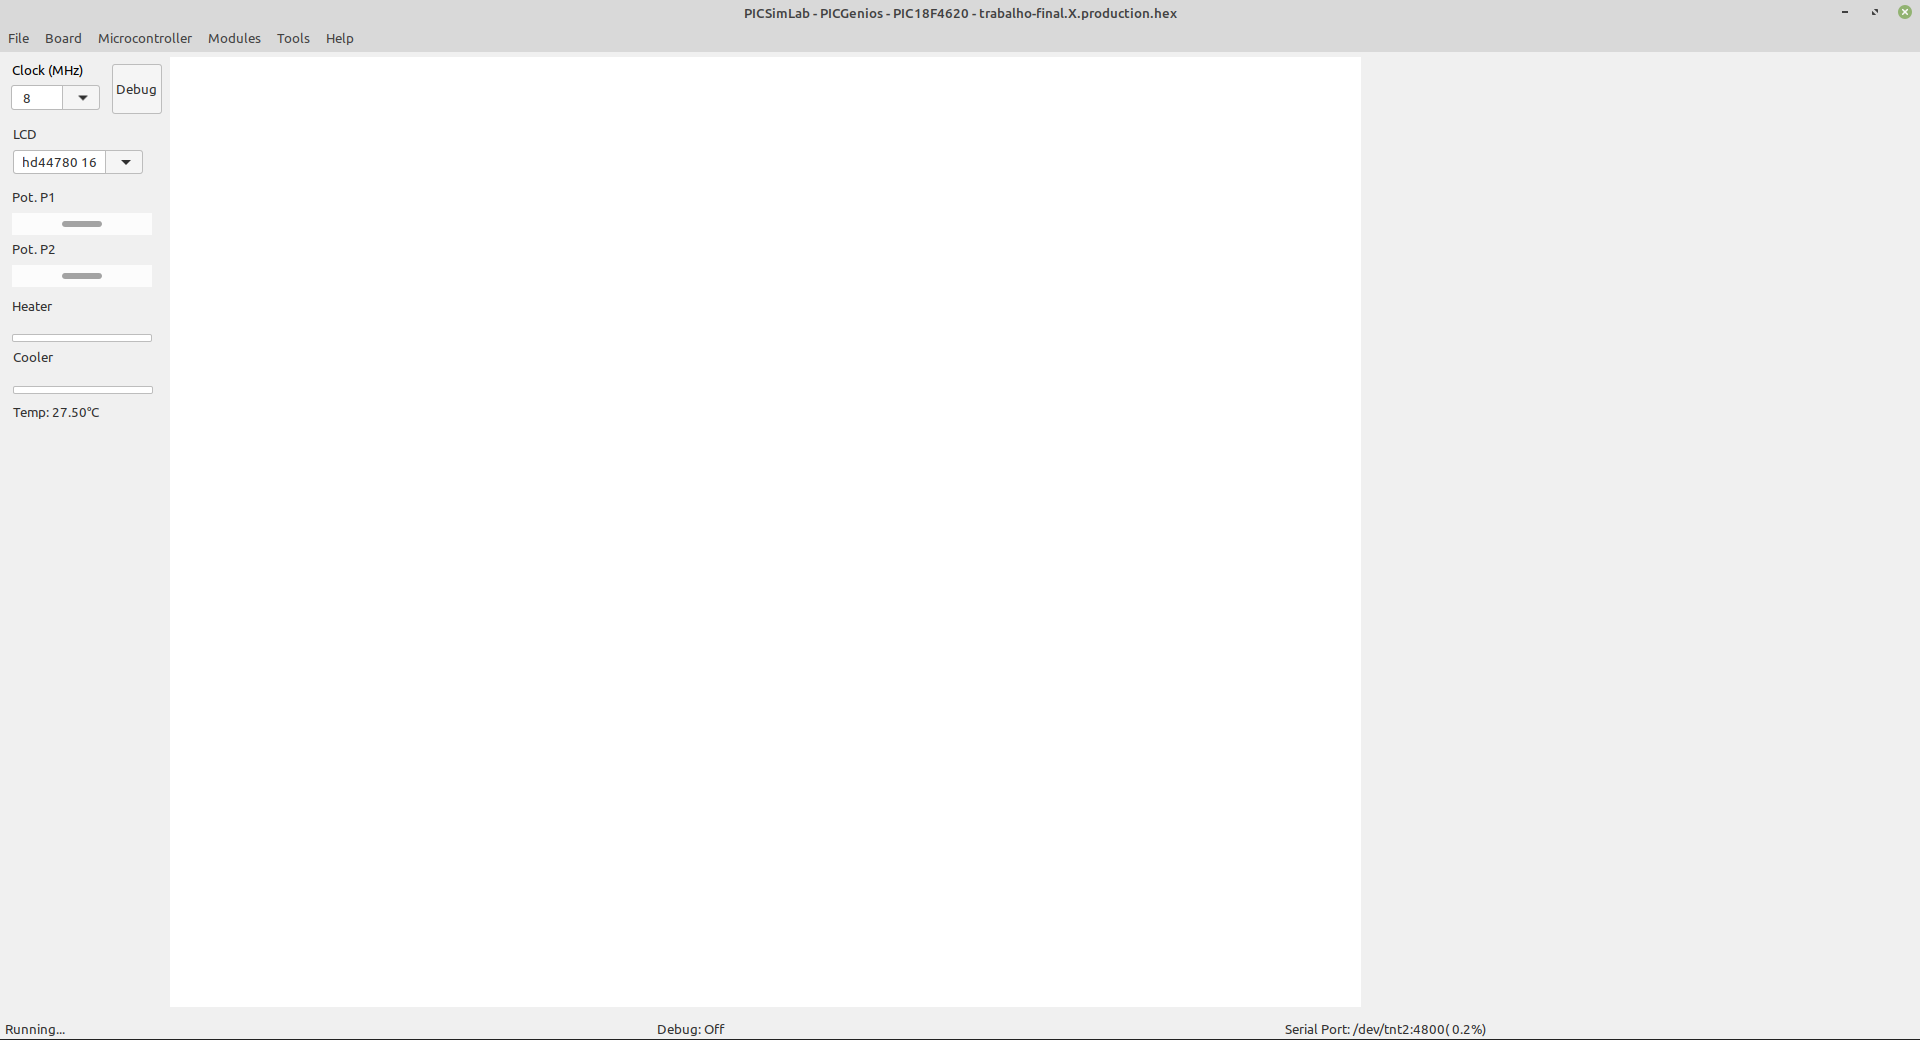 PICSimLab - PICGenios - PIC18F4620 - trabalho-final.X.production.hex
File Board Microcontroller Modules Tools Help
Clock (MHz)
8
Debug
LCD
hd44780 16
Pot. P1
Pot. P2
Heater
Cooler
Temp: 27.50°C
Running... Debug: Off Serial Port: /dev/tnt2:4800( 0.2%)